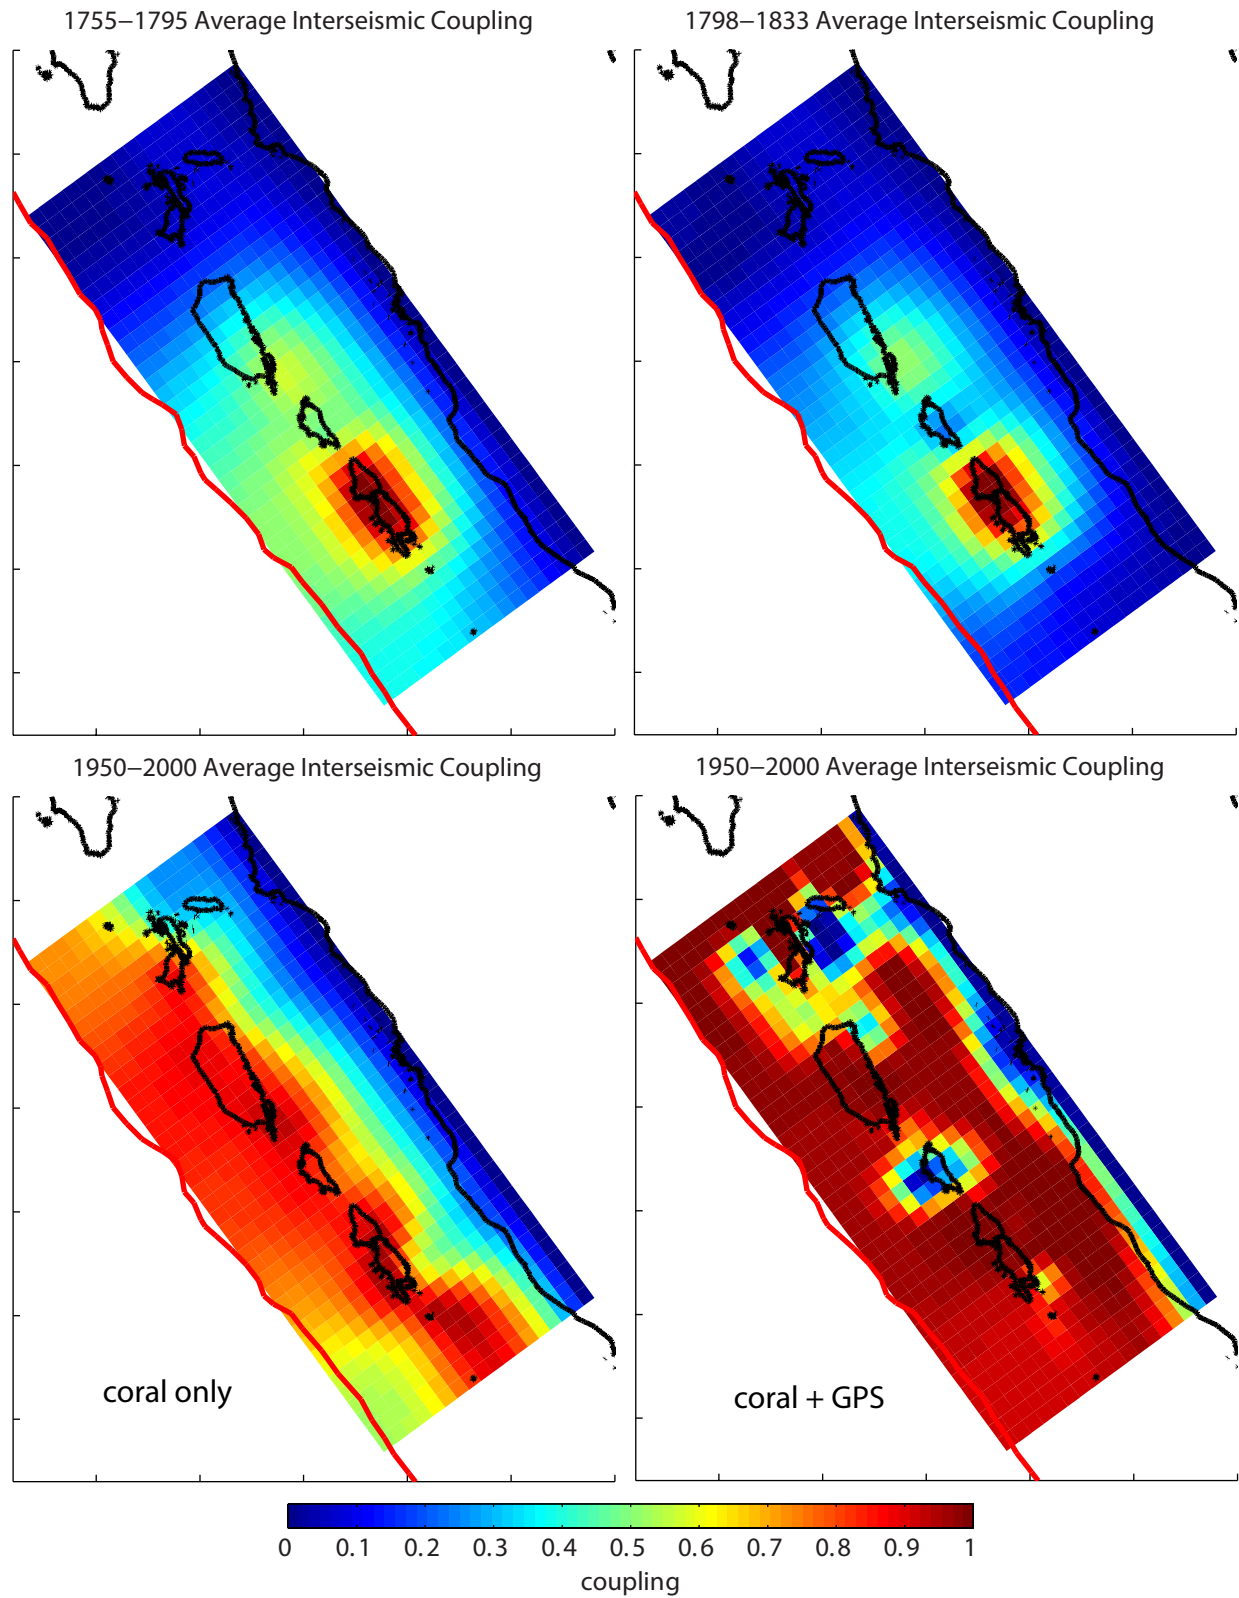 1755–1795 Average Interseismic Coupling
1798–1833 Average Interseismic Coupling
1950–2000 Average Interseismic Coupling
1950–2000 Average Interseismic Coupling
coral only
coral + GPS
0 0.1 0.2 0.3 0.4 0.5 0.6 0.7 0.8 0.9 1
coupling